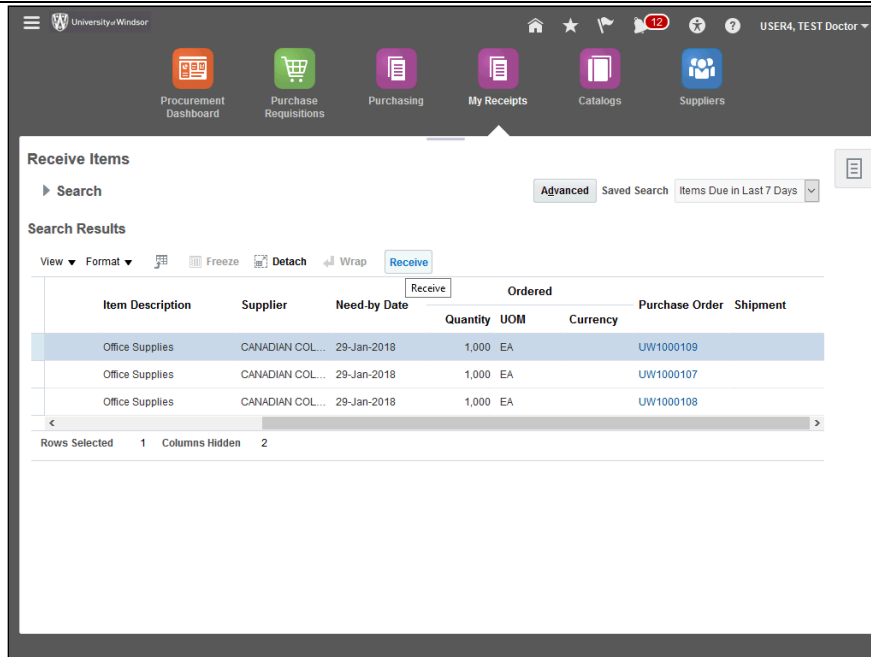 University of Windsor
12
USER4, TEST Doctor
Procurement Dashboard
Purchase Requisitions
Purchasing
My Receipts
Catalogs
Suppliers
Receive Items
Search
Advanced Saved Search Items Due in Last 7 Days
Search Results
View Format Freeze Detach Wrap Receive
Receive
Item Description Supplier Need-by Date Ordered Purchase Order Shipment
Quantity UOM Currency
Office Supplies CANADIAN COL... 29-Jan-2018 1,000 EA UW1000109
Office Supplies CANADIAN COL... 29-Jan-2018 1,000 EA UW1000107
Office Supplies CANADIAN COL... 29-Jan-2018 1,000 EA UW1000108
Rows Selected 1 Columns Hidden 2